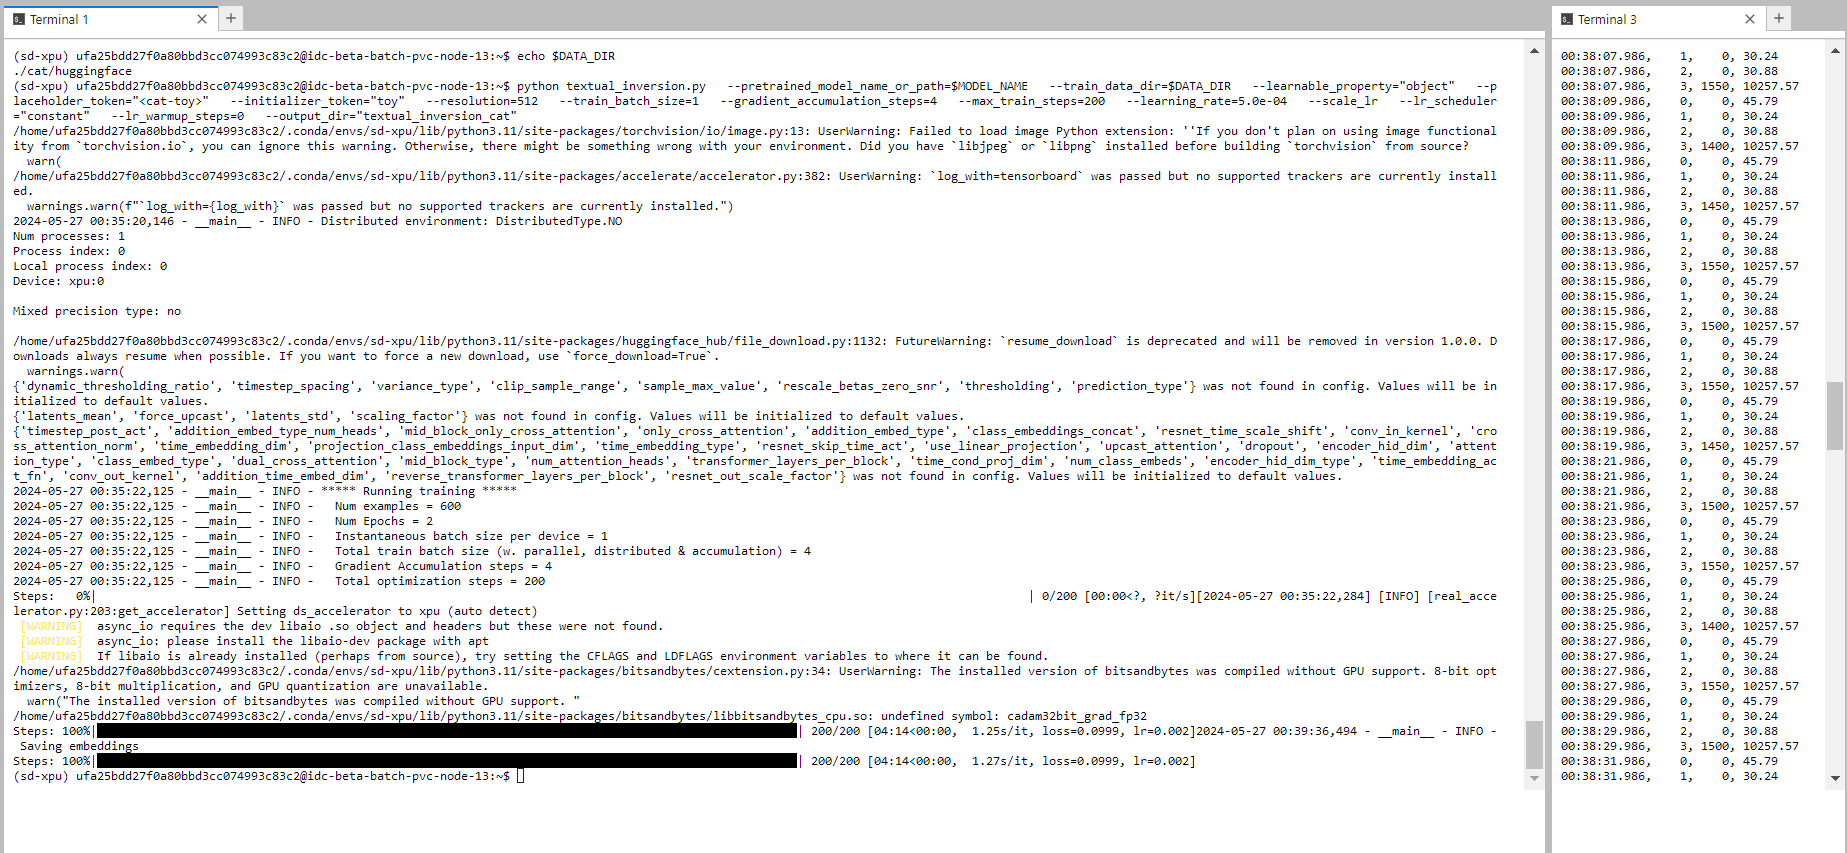 Terminal 1
(sd-xpu) ufa25bdd27f0a80bbd3cc074993c83c2@idc-beta-batch-pvc-node-13:~$ echo $DATA_DIR
./cat/huggingface
(sd-xpu) ufa25bdd27f0a80bbd3cc074993c83c2@idc-beta-batch-pvc-node-13:~$ python textual_inversion.py   --pretrained_model_name_or_path=$MODEL_NAME   --train_data_dir=$DATA_DIR   --learnable_property="object"   --p
laceholder_token="<cat-toy>"   --initializer_token="toy"   --resolution=512   --train_batch_size=1   --gradient_accumulation_steps=4   --max_train_steps=200   --learning_rate=5.0e-04   --scale_lr   --lr_scheduler
="constant"   --lr_warmup_steps=0   --output_dir="textual_inversion_cat"
/home/ufa25bdd27f0a80bbd3cc074993c83c2/.conda/envs/sd-xpu/lib/python3.11/site-packages/torchvision/io/image.py:13: UserWarning: Failed to load image Python extension: ''If you don't plan on using image functional
ity from `torchvision.io`, you can ignore this warning. Otherwise, there might be something wrong with your environment. Did you have `libjpeg` or `libpng` installed before building `torchvision` from source?
  warn(
/home/ufa25bdd27f0a80bbd3cc074993c83c2/.conda/envs/sd-xpu/lib/python3.11/site-packages/accelerate/accelerator.py:382: UserWarning: `log_with=tensorboard` was passed but no supported trackers are currently install
ed.
  warnings.warn(f"`log_with={log_with}` was passed but no supported trackers are currently installed.")
2024-05-27 00:35:20,146 - __main__ - INFO - Distributed environment: DistributedType.NO
Num processes: 1
Process index: 0
Local process index: 0
Device: xpu:0
Mixed precision type: no
/home/ufa25bdd27f0a80bbd3cc074993c83c2/.conda/envs/sd-xpu/lib/python3.11/site-packages/huggingface_hub/file_download.py:1132: FutureWarning: `resume_download` is deprecated and will be removed in version 1.0.0. D
ownloads always resume when possible. If you want to force a new download, use `force_download=True`.
  warnings.warn(
{'dynamic_thresholding_ratio', 'timestep_spacing', 'variance_type', 'clip_sample_range', 'sample_max_value', 'rescale_betas_zero_snr', 'thresholding', 'prediction_type'} was not found in config. Values will be in
itialized to default values.
{'latents_mean', 'force_upcast', 'latents_std', 'scaling_factor'} was not found in config. Values will be initialized to default values.
{'timestep_post_act', 'addition_embed_type_num_heads', 'mid_block_only_cross_attention', 'only_cross_attention', 'addition_embed_type', 'class_embeddings_concat', 'resnet_time_scale_shift', 'conv_in_kernel', 'cro
ss_attention_norm', 'time_embedding_dim', 'projection_class_embeddings_input_dim', 'time_embedding_type', 'resnet_skip_time_act', 'use_linear_projection', 'upcast_attention', 'dropout', 'encoder_hid_dim', 'attent
ion_type', 'class_embed_type', 'dual_cross_attention', 'mid_block_type', 'num_attention_heads', 'transformer_layers_per_block', 'time_cond_proj_dim', 'num_class_embeds', 'encoder_hid_dim_type', 'time_embedding_ac
t_fn', 'conv_out_kernel', 'addition_time_embed_dim', 'reverse_transformer_layers_per_block', 'resnet_out_scale_factor'} was not found in config. Values will be initialized to default values.
2024-05-27 00:35:22,125 - __main__ - INFO - ***** Running training *****
2024-05-27 00:35:22,125 - __main__ - INFO -   Num examples = 600
2024-05-27 00:35:22,125 - __main__ - INFO -   Num Epochs = 2
2024-05-27 00:35:22,125 - __main__ - INFO -   Instantaneous batch size per device = 1
2024-05-27 00:35:22,125 - __main__ - INFO -   Total train batch size (w. parallel, distributed & accumulation) = 4
2024-05-27 00:35:22,125 - __main__ - INFO -   Gradient Accumulation steps = 4
2024-05-27 00:35:22,125 - __main__ - INFO -   Total optimization steps = 200
Steps:   0%|                    | 0/200 [00:00<?, ?it/s][2024-05-27 00:35:22,284] [INFO] [real_acce
lerator.py:203:get_accelerator] Setting ds_accelerator to xpu (auto detect)
 [WARNING]  async_io requires the dev libaio .so object and headers but these were not found.
 [WARNING]  async_io: please install the libaio-dev package with apt
 [WARNING]  If libaio is already installed (perhaps from source), try setting the CFLAGS and LDFLAGS environment variables to where it can be found.
/home/ufa25bdd27f0a80bbd3cc074993c83c2/.conda/envs/sd-xpu/lib/python3.11/site-packages/bitsandbytes/cextension.py:34: UserWarning: The installed version of bitsandbytes was compiled without GPU support. 8-bit opt
imizers, 8-bit multiplication, and GPU quantization are unavailable.
  warn("The installed version of bitsandbytes was compiled without GPU support. "
/home/ufa25bdd27f0a80bbd3cc074993c83c2/.conda/envs/sd-xpu/lib/python3.11/site-packages/bitsandbytes/libbitsandbytes_cpu.so: undefined symbol: cadam32bit_grad_fp32
Steps: 100%| | 200/200 [04:14<00:00,  1.25s/it, loss=0.0999, lr=0.002]2024-05-27 00:39:36,494 - __main__ - INFO -
 Saving embeddings
Steps: 100%| | 200/200 [04:14<00:00,  1.27s/it, loss=0.0999, lr=0.002]
(sd-xpu) ufa25bdd27f0a80bbd3cc074993c83c2@idc-beta-batch-pvc-node-13:~$
Terminal 3
00:38:07.986,    1,    0, 30.24
00:38:07.986,    2,    0, 30.88
00:38:07.986,    3, 1550, 10257.57
00:38:09.986,    0,    0, 45.79
00:38:09.986,    1,    0, 30.24
00:38:09.986,    2,    0, 30.88
00:38:09.986,    3, 1400, 10257.57
00:38:11.986,    0,    0, 45.79
00:38:11.986,    1,    0, 30.24
00:38:11.986,    2,    0, 30.88
00:38:11.986,    3, 1450, 10257.57
00:38:13.986,    0,    0, 45.79
00:38:13.986,    1,    0, 30.24
00:38:13.986,    2,    0, 30.88
00:38:13.986,    3, 1550, 10257.57
00:38:15.986,    0,    0, 45.79
00:38:15.986,    1,    0, 30.24
00:38:15.986,    2,    0, 30.88
00:38:15.986,    3, 1500, 10257.57
00:38:17.986,    0,    0, 45.79
00:38:17.986,    1,    0, 30.24
00:38:17.986,    2,    0, 30.88
00:38:17.986,    3, 1550, 10257.57
00:38:19.986,    0,    0, 45.79
00:38:19.986,    1,    0, 30.24
00:38:19.986,    2,    0, 30.88
00:38:19.986,    3, 1450, 10257.57
00:38:21.986,    0,    0, 45.79
00:38:21.986,    1,    0, 30.24
00:38:21.986,    2,    0, 30.88
00:38:21.986,    3, 1500, 10257.57
00:38:23.986,    0,    0, 45.79
00:38:23.986,    1,    0, 30.24
00:38:23.986,    2,    0, 30.88
00:38:23.986,    3, 1550, 10257.57
00:38:25.986,    0,    0, 45.79
00:38:25.986,    1,    0, 30.24
00:38:25.986,    2,    0, 30.88
00:38:25.986,    3, 1400, 10257.57
00:38:27.986,    0,    0, 45.79
00:38:27.986,    1,    0, 30.24
00:38:27.986,    2,    0, 30.88
00:38:27.986,    3, 1550, 10257.57
00:38:29.986,    0,    0, 45.79
00:38:29.986,    1,    0, 30.24
00:38:29.986,    2,    0, 30.88
00:38:29.986,    3, 1500, 10257.57
00:38:31.986,    0,    0, 45.79
00:38:31.986,    1,    0, 30.24